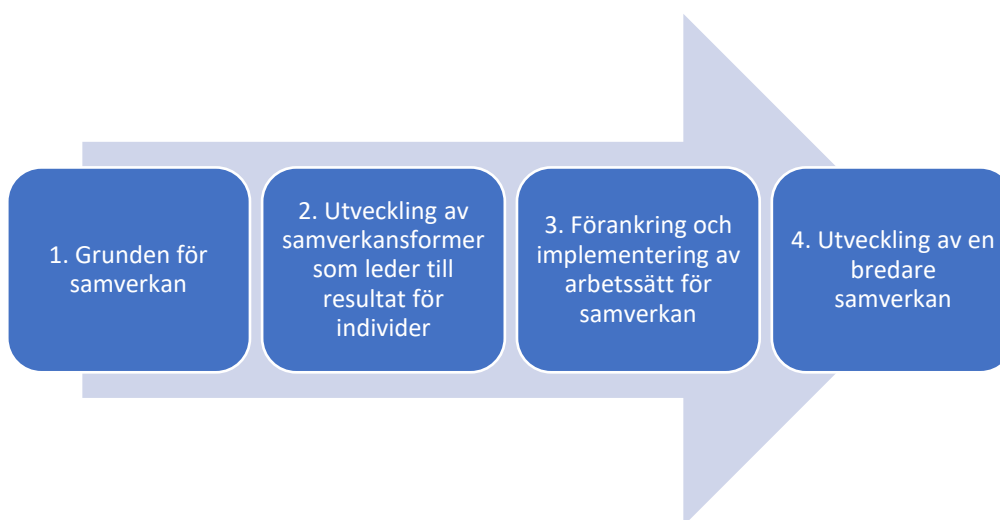 1. Grunden för
samverkan
2. Utveckling av
samverkansformer
som leder till
resultat för
individer
3. Förankring och
implementering av
arbetssätt för
samverkan
4. Utveckling av en
bredare
samverkan